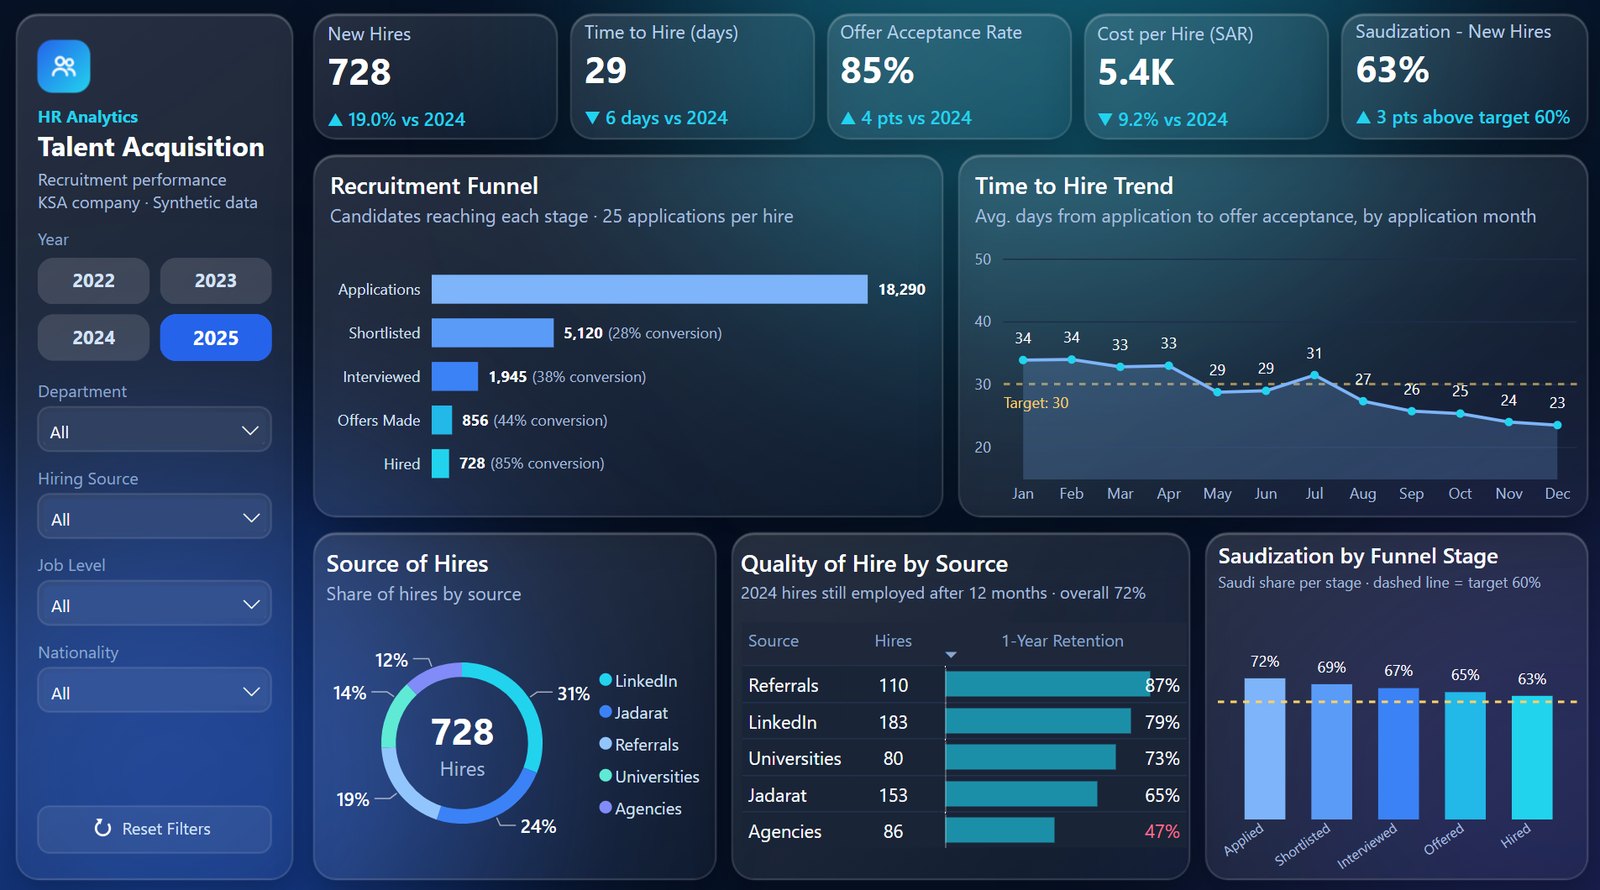 HR Analytics
Talent Acquisition
Recruitment performance
KSA company · Synthetic data
Year
2022
2023
2024
2025
Department
All
Hiring Source
All
Job Level
All
Nationality
All
Reset Filters
New Hires
728
▲ 19.0% vs 2024
Time to Hire (days)
29
▼ 6 days vs 2024
Offer Acceptance Rate
85%
▲ 4 pts vs 2024
Cost per Hire (SAR)
5.4K
▼ 9.2% vs 2024
Saudization - New Hires
63%
▲ 3 pts above target 60%
Recruitment Funnel
Candidates reaching each stage · 25 applications per hire
Applications 18,290
Shortlisted 5,120 (28% conversion)
Interviewed 1,945 (38% conversion)
Offers Made 856 (44% conversion)
Hired 728 (85% conversion)
Time to Hire Trend
Avg. days from application to offer acceptance, by application month
50
40
30
20
34 34 33 33 29 29 31 27 26 25 24 23
Target: 30
Jan Feb Mar Apr May Jun Jul Aug Sep Oct Nov Dec
Source of Hires
Share of hires by source
12%
14%
19%
31%
24%
728
Hires
LinkedIn
Jadarat
Referrals
Universities
Agencies
Quality of Hire by Source
2024 hires still employed after 12 months · overall 72%
Source Hires 1-Year Retention
Referrals 110 87%
LinkedIn 183 79%
Universities 80 73%
Jadarat 153 65%
Agencies 86 47%
Saudization by Funnel Stage
Saudi share per stage · dashed line = target 60%
72% 69% 67% 65% 63%
Applied Shortlisted Interviewed Offered Hired